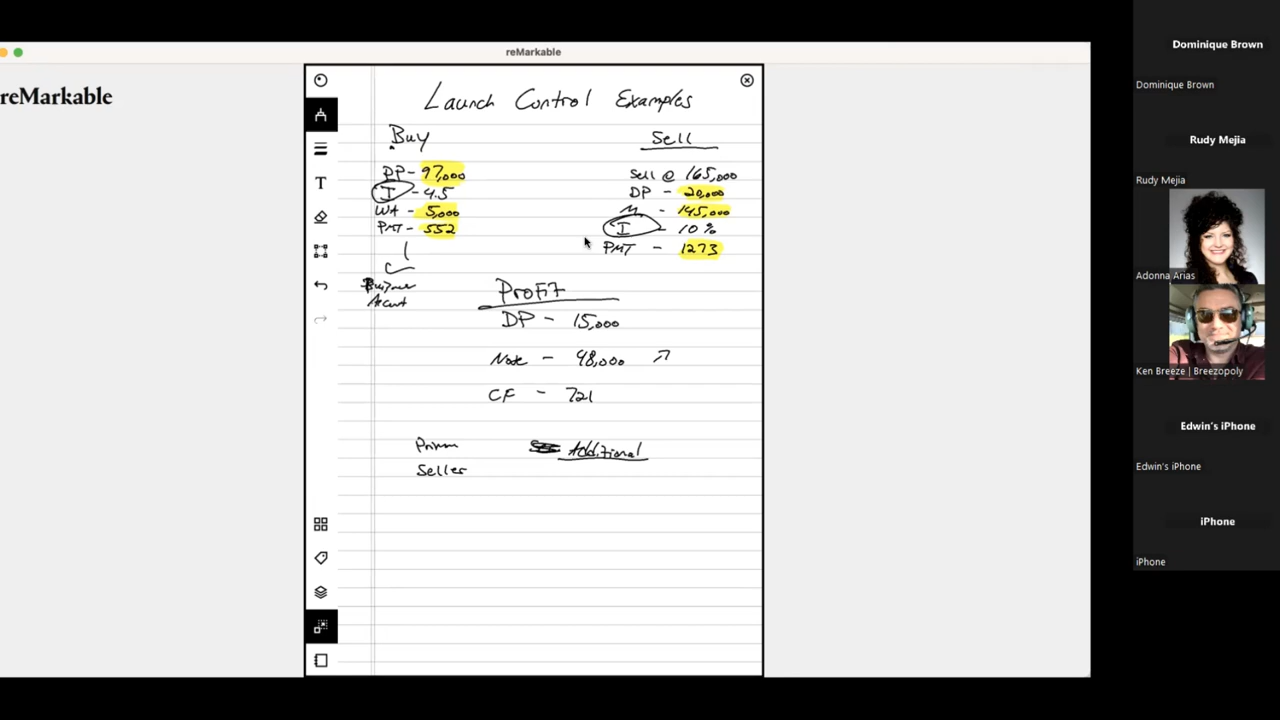 reMarkable
reMarkable
Launch Control Examples
Buy
DP - 97,000
I - 4.5
WA - 5,000
PMT - 552
Sell
Sell @ 165,000
DP - 20,000
M - 145,000
I - 10%
PMT - 1273
Profit
DP - 15,000
Note - 48,000
CF - 721
Seller
Additional
T
Dominique Brown
Dominique Brown
Rudy Mejia
Rudy Mejia
Adonna Arias
Ken Breeze | Breezopoly
Edwin's iPhone
Edwin's iPhone
iPhone
iPhone